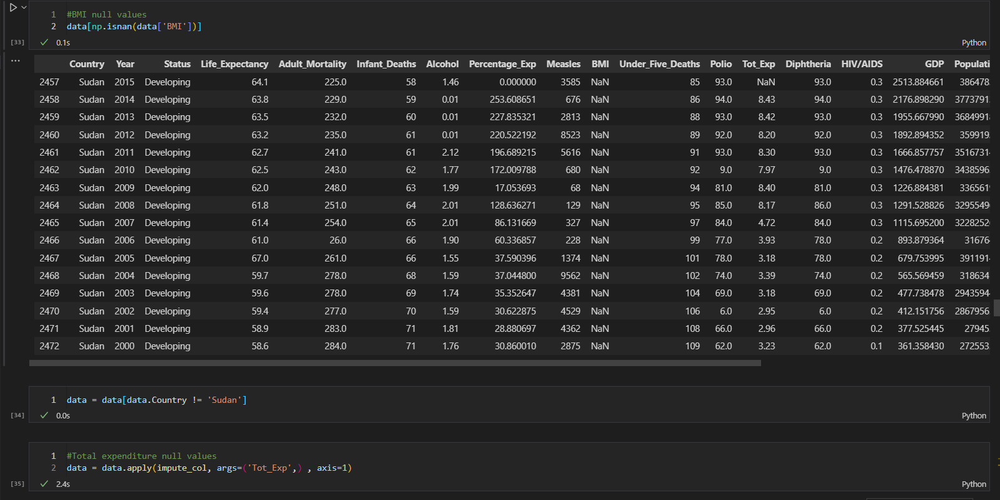 1 #BMI null values
2 data[np.isnan(data['BMI'])]
[33] 0.1s Python
Country Year Status Life_Expectancy Adult_Mortality Infant_Deaths Alcohol Percentage_Exp Measles BMI Under_Five_Deaths Polio Tot_Exp Diphtheria HIV/AIDS GDP Populati
2457 Sudan 2015 Developing 64.1 225.0 58 1.46 0.000000 3585 NaN 85 93.0 NaN 93.0 0.3 2513.884661 386478
2458 Sudan 2014 Developing 63.8 229.0 59 0.01 253.608651 676 NaN 86 94.0 8.43 94.0 0.3 2176.898290 3773791
2459 Sudan 2013 Developing 63.5 232.0 60 0.01 227.835321 2813 NaN 88 93.0 8.42 93.0 0.3 1955.667990 3684991
2460 Sudan 2012 Developing 63.2 235.0 61 0.01 220.522192 8523 NaN 89 92.0 8.20 92.0 0.3 1892.894352 359919
2461 Sudan 2011 Developing 62.7 241.0 61 2.12 196.689215 5616 NaN 91 93.0 8.30 93.0 0.3 1666.857757 3516731
2462 Sudan 2010 Developing 62.5 243.0 62 1.77 172.009788 680 NaN 92 9.0 7.97 9.0 0.3 1476.478870 3438596
2463 Sudan 2009 Developing 62.0 248.0 63 1.99 17.053693 68 NaN 94 81.0 8.40 81.0 0.3 1226.884381 336561
2464 Sudan 2008 Developing 61.8 251.0 64 2.01 128.636271 129 NaN 95 85.0 8.17 86.0 0.3 1291.528826 3295549
2465 Sudan 2007 Developing 61.4 254.0 65 2.01 86.131669 327 NaN 97 84.0 4.72 84.0 0.3 1115.695200 3228252
2466 Sudan 2006 Developing 61.0 26.0 66 1.90 60.336857 228 NaN 99 77.0 3.93 78.0 0.2 893.879364 31676
2467 Sudan 2005 Developing 67.0 261.0 66 1.55 37.590396 1374 NaN 101 78.0 3.18 78.0 0.2 679.753995 391191
2468 Sudan 2004 Developing 59.7 278.0 68 1.59 37.044800 9562 NaN 102 74.0 3.39 74.0 0.2 565.569459 318634
2469 Sudan 2003 Developing 59.6 278.0 69 1.74 35.352647 4381 NaN 104 69.0 3.18 69.0 0.2 477.738478 2943594
2470 Sudan 2002 Developing 59.4 277.0 70 1.59 30.622875 4529 NaN 106 6.0 2.95 6.0 0.2 412.151756 2867956
2471 Sudan 2001 Developing 58.9 283.0 71 1.81 28.880697 4362 NaN 108 66.0 2.96 66.0 0.2 377.525445 27945
2472 Sudan 2000 Developing 58.6 284.0 71 1.76 30.860010 2875 NaN 109 62.0 3.23 62.0 0.1 361.358430 272553
1 data = data[data.Country != 'Sudan']
[34] 0.0s Python
1 #Total expenditure null values
2 data = data.apply(impute_col, args=('Tot_Exp',) , axis=1)
[35] 2.4s Python